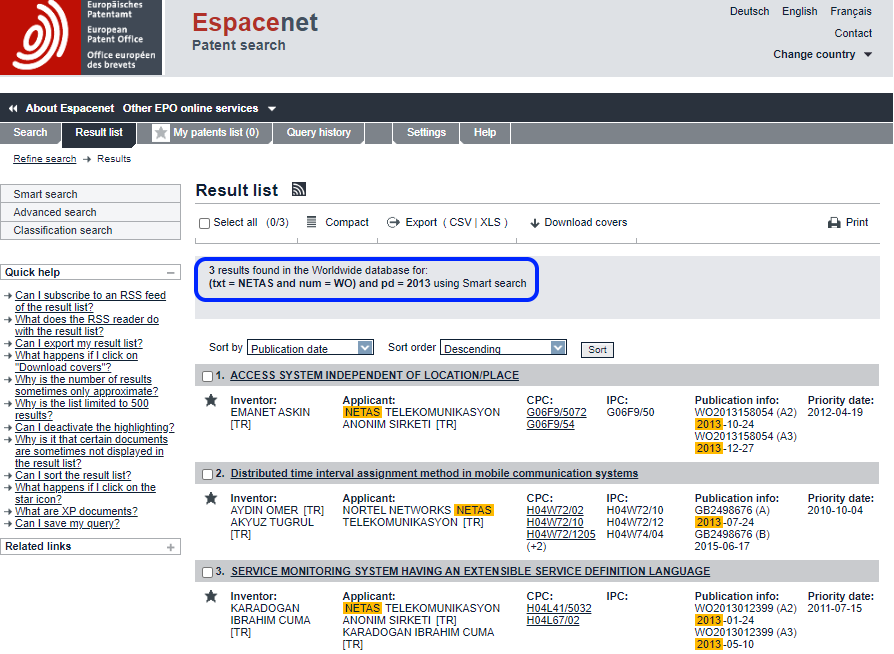 Europäisches
Patentamt
European
Patent Office
Office européen
des brevets
Espacenet
Patent search
Deutsch English Français
Contact
Change country
About Espacenet Other EPO online services
Search Result list My patents list (0) Query history Settings Help
Refine search → Results
Smart search
Advanced search
Classification search
Quick help
→ Can I subscribe to an RSS feed
of the result list?
→ What does the RSS reader do
with the result list?
→ Can I export my result list?
→ What happens if I click on
"Download covers"?
→ Why is the number of results
sometimes only approximate?
→ Why is the list limited to 500
results?
→ Can I deactivate the highlighting?
→ Why is it that certain documents
are sometimes not displayed in
the result list?
→ Can I sort the result list?
→ What happens if I click on the
star icon?
→ What are XP documents?
→ Can I save my query?
Related links
Result list
Select all (0/3) Compact Export ( CSV | XLS ) Download covers Print
3 results found in the Worldwide database for:
(txt = NETAS and num = WO) and pd = 2013 using Smart search
Sort by Publication date Sort order Descending Sort
1. ACCESS SYSTEM INDEPENDENT OF LOCATION/PLACE
Inventor: Applicant: CPC: IPC: Publication info: Priority date:
EMANET ASKIN NETAS TELEKOMUNIKASYON G06F9/5072 G06F9/50 WO2013158054 (A2) 2012-04-19
[TR] ANONIM SIRKETI [TR] G06F9/54 2013-10-24
WO2013158054 (A3)
2013-12-27
2. Distributed time interval assignment method in mobile communication systems
Inventor: Applicant: CPC: IPC: Publication info: Priority date:
AYDIN OMER [TR] NORTEL NETWORKS NETAS H04W72/02 H04W72/10 GB2498676 (A) 2010-10-04
AKYUZ TUGRUL TELEKOMUNIKASYON [TR] H04W72/10 H04W72/12 2013-07-24
[TR] H04W72/1205 H04W74/04 GB2498676 (B)
(+2) 2015-06-17
3. SERVICE MONITORING SYSTEM HAVING AN EXTENSIBLE SERVICE DEFINITION LANGUAGE
Inventor: Applicant: CPC: IPC: Publication info: Priority date:
KARADOGAN NETAS TELEKOMUNIKASYON H04L41/5032 WO2013012399 (A2) 2011-07-15
IBRAHIM CUMA ANONIM SIRKETI [TR] H04L67/02 2013-01-24
[TR] KARADOGAN IBRAHIM CUMA WO2013012399 (A3)
[TR] 2013-05-10